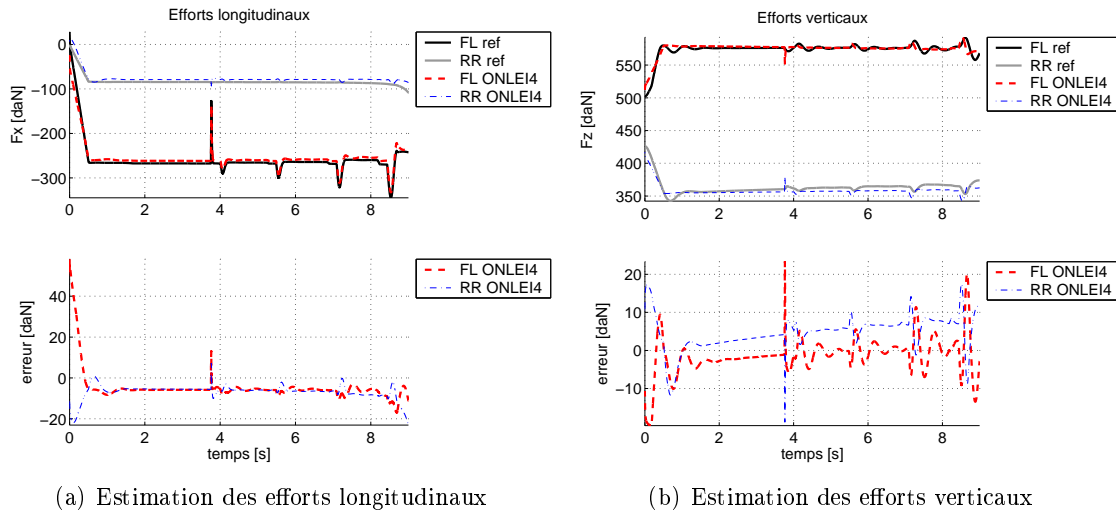 Efforts longitudinaux
0
−100
−200
−300
Fx [daN]
0 2 4 6 8
FL ref
RR ref
FL ONLEI4
RR ONLEI4
40
20
0
−20
erreur [daN]
0 2 4 6 8
temps [s]
FL ONLEI4
RR ONLEI4
(a) Estimation des efforts longitudinaux
Efforts verticaux
550
500
450
400
350
Fz [daN]
0 2 4 6 8
FL ref
RR ref
FL ONLEI4
RR ONLEI4
20
10
0
−10
erreur [daN]
0 2 4 6 8
temps [s]
FL ONLEI4
RR ONLEI4
(b) Estimation des efforts verticaux